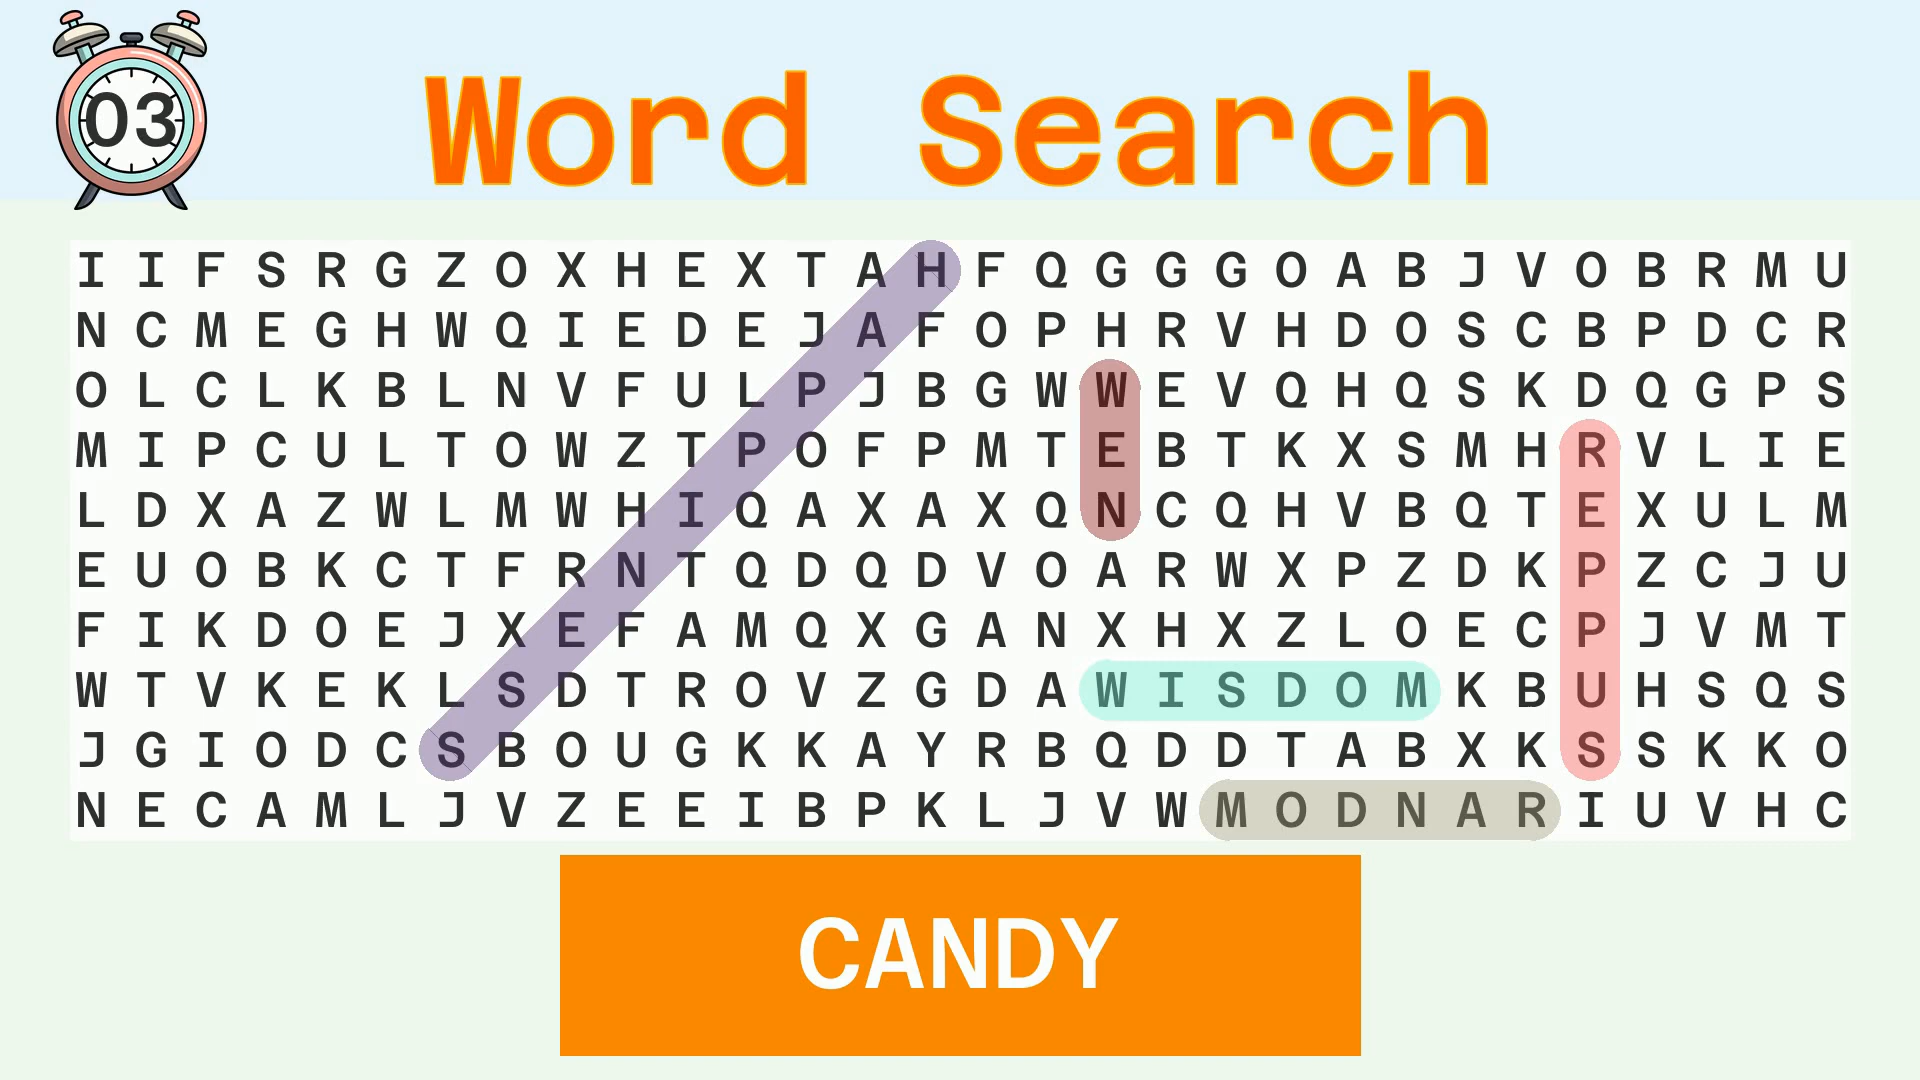 03
Word Search
I I F S R G Z O X H E X T A H F Q G G G O A B J V O B R M U
N C M E G H W Q I E D E J A F O P H R V H D O S C B P D C R
O L C L K B L N V F U L P J B G W W E V Q H Q S K D Q G P S
M I P C U L T O W Z T P O F P M T E B T K X S M H R V L I E
L D X A Z W L M W H I Q A X A X Q N C Q H V B Q T E X U L M
E U O B K C T F R N T Q D Q D V O A R W X P Z D K P Z C J U
F I K D O E J X E F A M Q X G A N X H X Z L O E C P J V M T
W T V K E K L S D T R O V Z G D A W I S D O M K B U H S Q S
J G I O D C S B O U G K K A Y R B Q D D T A B X K S S K K O
N E C A M L J V Z E E I B P K L J V W M O D N A R I U V H C
CANDY